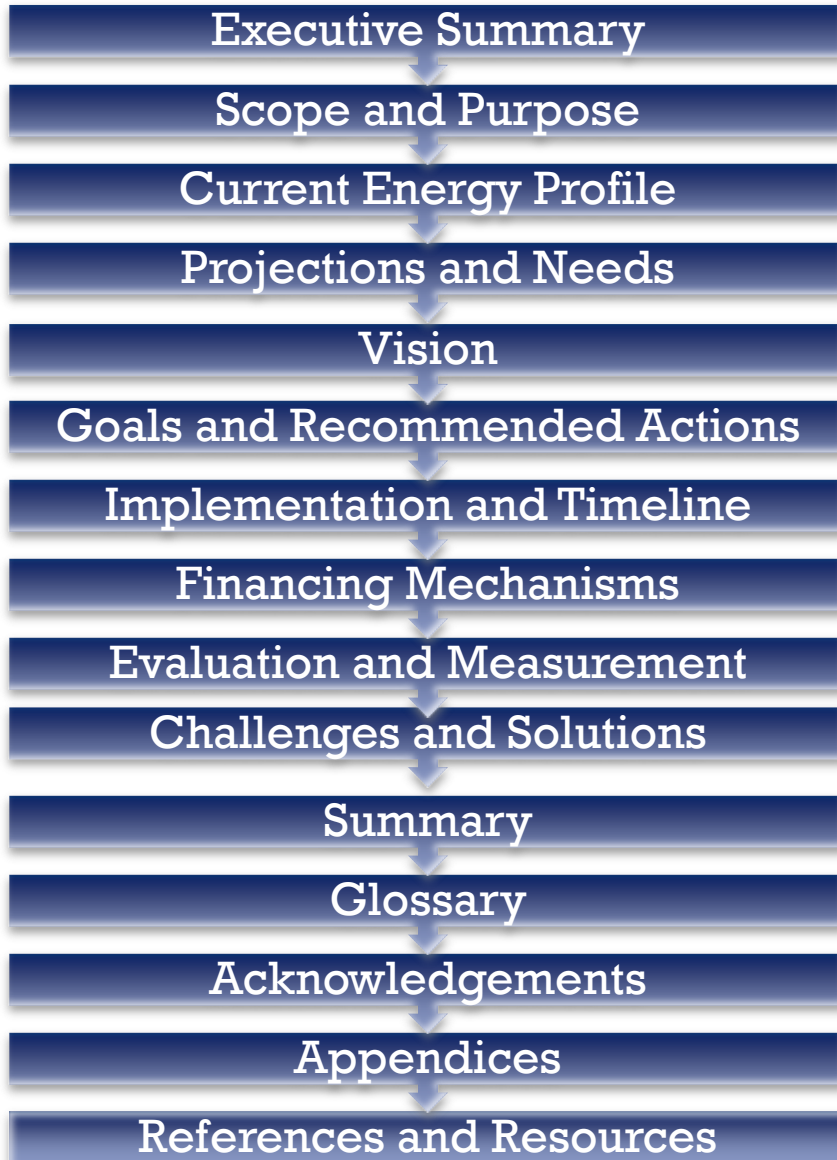 Executive Summary
Scope and Purpose
Current Energy Profile
Projections and Needs
Vision
Goals and Recommended Actions
Implementation and Timeline
Financing Mechanisms
Evaluation and Measurement
Challenges and Solutions
Summary
Glossary
Acknowledgements
Appendices
References and Resources